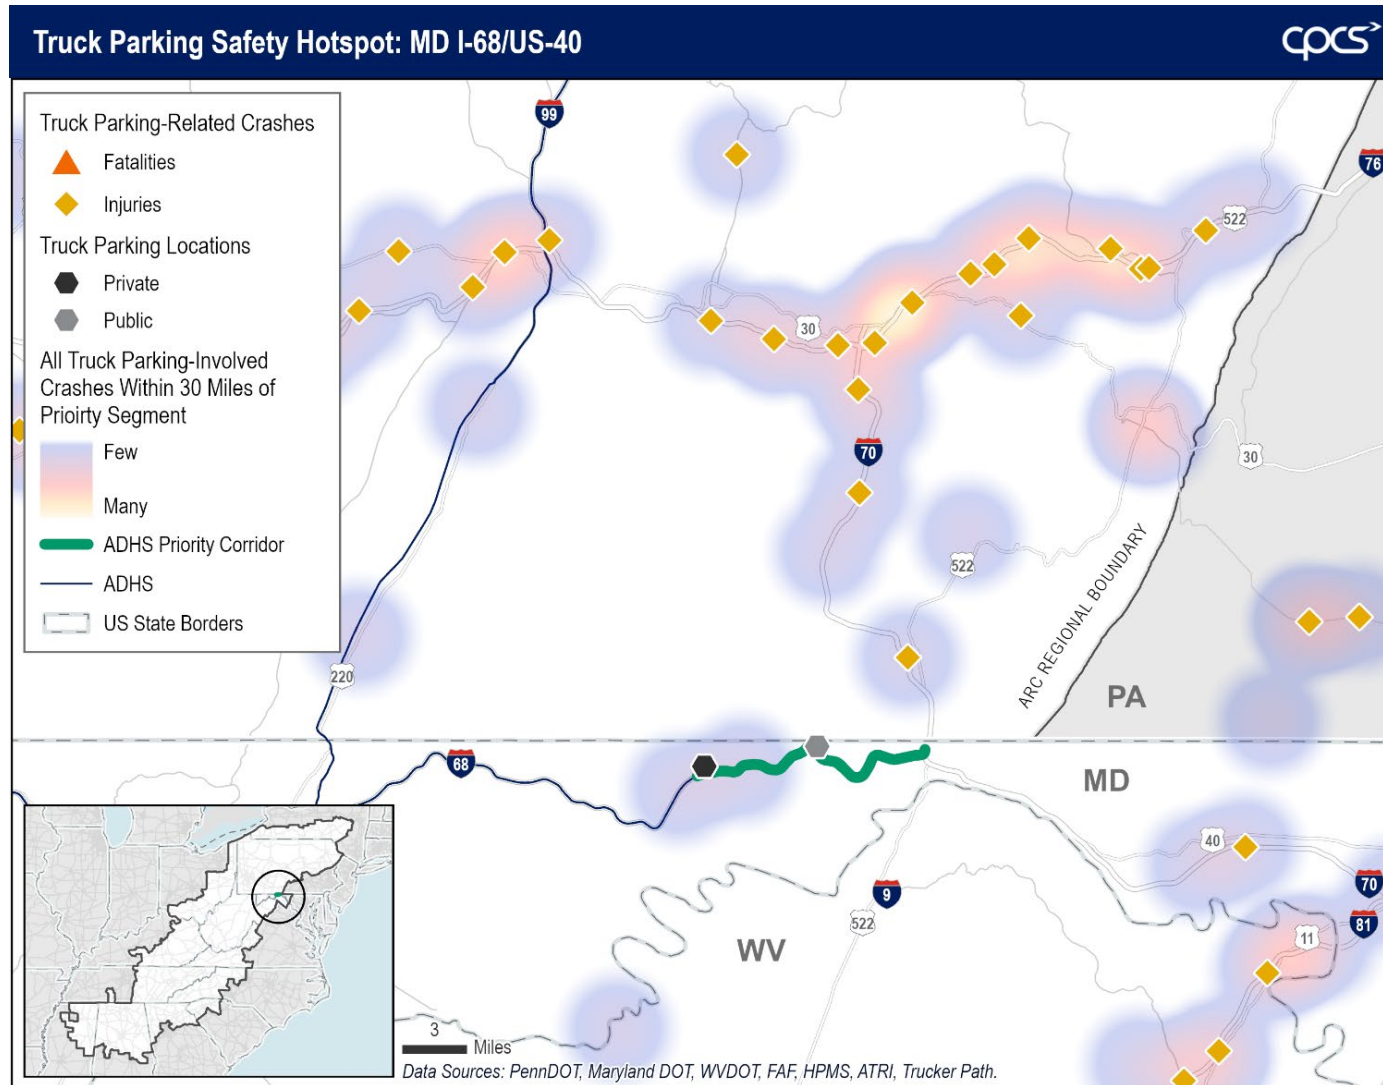 Truck Parking Safety Hotspot: MD I-68/US-40
cpcs
Truck Parking-Related Crashes
Fatalities
Injuries
Truck Parking Locations
Private
Public
All Truck Parking-Involved
Crashes Within 30 Miles of
Prioirty Segment
Few
Many
ADHS Priority Corridor
ADHS
US State Borders
99
76
522
30
70
30
522
ARC REGIONAL BOUNDARY
220
PA
68
MD
40
70
9
522
81
11
WV
3
Miles
Data Sources: PennDOT, Maryland DOT, WVDOT, FAF, HPMS, ATRI, Trucker Path.